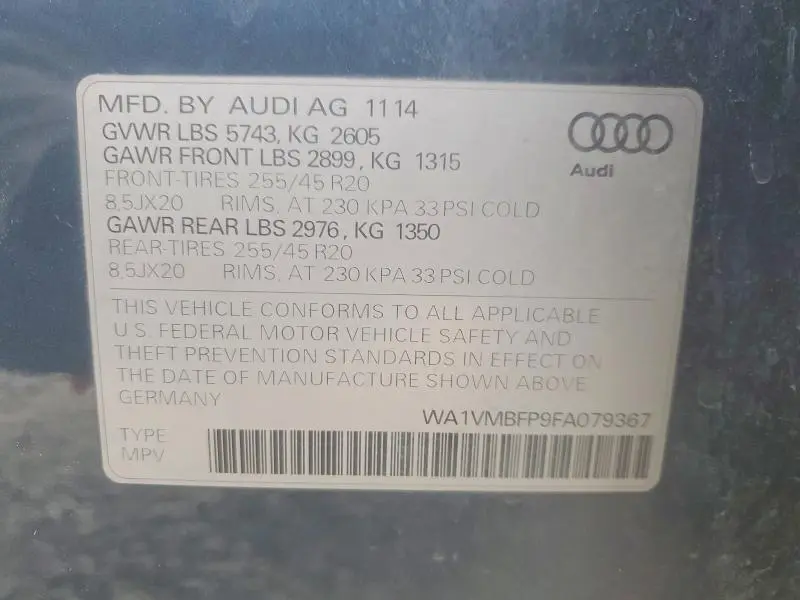 MFD. BY AUDI AG 11 14
GVWR LBS 5743, KG 2605
GAWR FRONT LBS 2899, KG 1315
FRONT-TIRES 255/45 R20
8,5JX20 RIMS, AT 230 KPA 33 PSI COLD
GAWR REAR LBS 2976, KG 1350
REAR-TIRES 255/45 R20
8,5JX20 RIMS, AT 230 KPA 33 PSI COLD
Audi
THIS VEHICLE CONFORMS TO ALL APPLICABLE
U.S. FEDERAL MOTOR VEHICLE SAFETY AND
THEFT PREVENTION STANDARDS IN EFFECT ON
THE DATE OF MANUFACTURE SHOWN ABOVE
GERMANY
WA1VMBFP9FA079367
TYPE
MPV